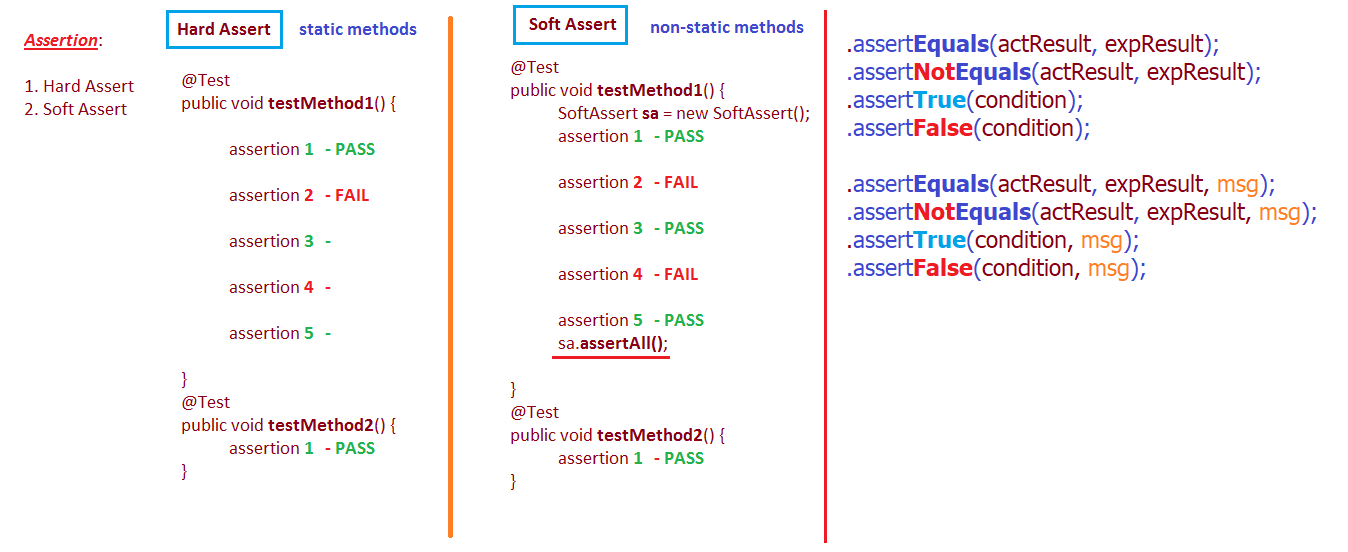 Assertion:
1. Hard Assert
2. Soft Assert
Hard Assert static methods
@Test
public void testMethod1() {
assertion 1 - PASS
assertion 2 - FAIL
assertion 3 -
assertion 4 -
assertion 5 -
}
@Test
public void testMethod2() {
assertion 1 - PASS
}
Soft Assert non-static methods
@Test
public void testMethod1() {
SoftAssert sa = new SoftAssert();
assertion 1 - PASS
assertion 2 - FAIL
assertion 3 - PASS
assertion 4 - FAIL
assertion 5 - PASS
sa.assertAll();
}
@Test
public void testMethod2() {
assertion 1 - PASS
}
.assertEquals(actResult, expResult);
.assertNotEquals(actResult, expResult);
.assertTrue(condition);
.assertFalse(condition);
.assertEquals(actResult, expResult, msg);
.assertNotEquals(actResult, expResult, msg);
.assertTrue(condition, msg);
.assertFalse(condition, msg);